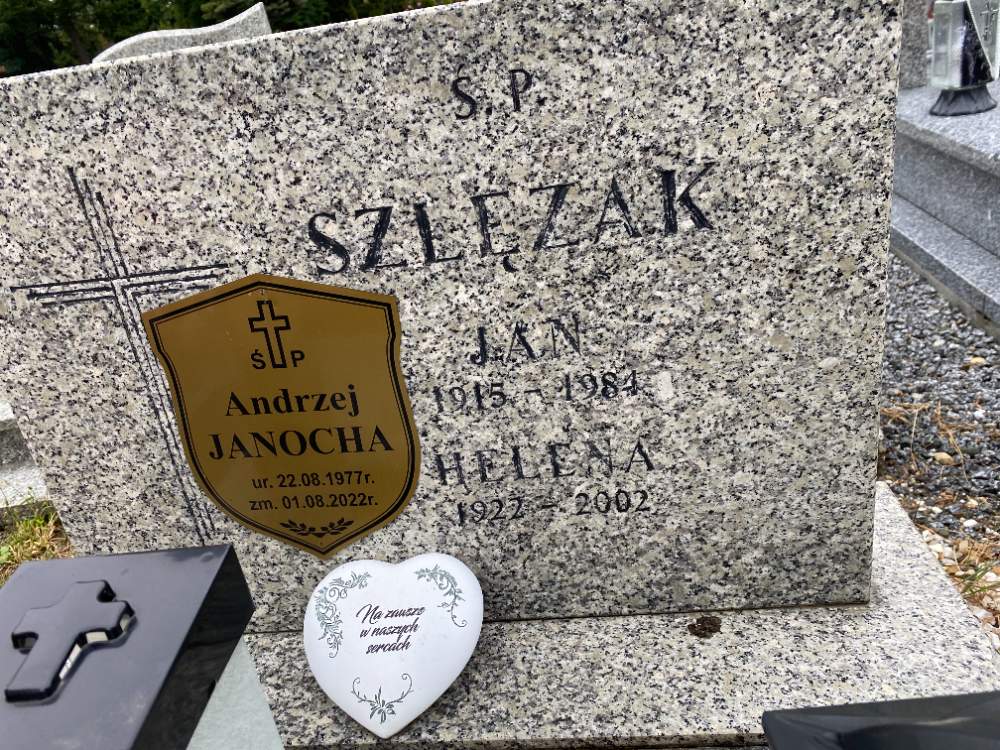 S P
SZLĘZAK
JAN
1915 - 1984
HELENA
1922 - 2002
Ś P
Andrzej
JANOCHA
ur. 22.08.1977r.
zm. 01.08.2022r.
Na zawsze
w naszych
sercach